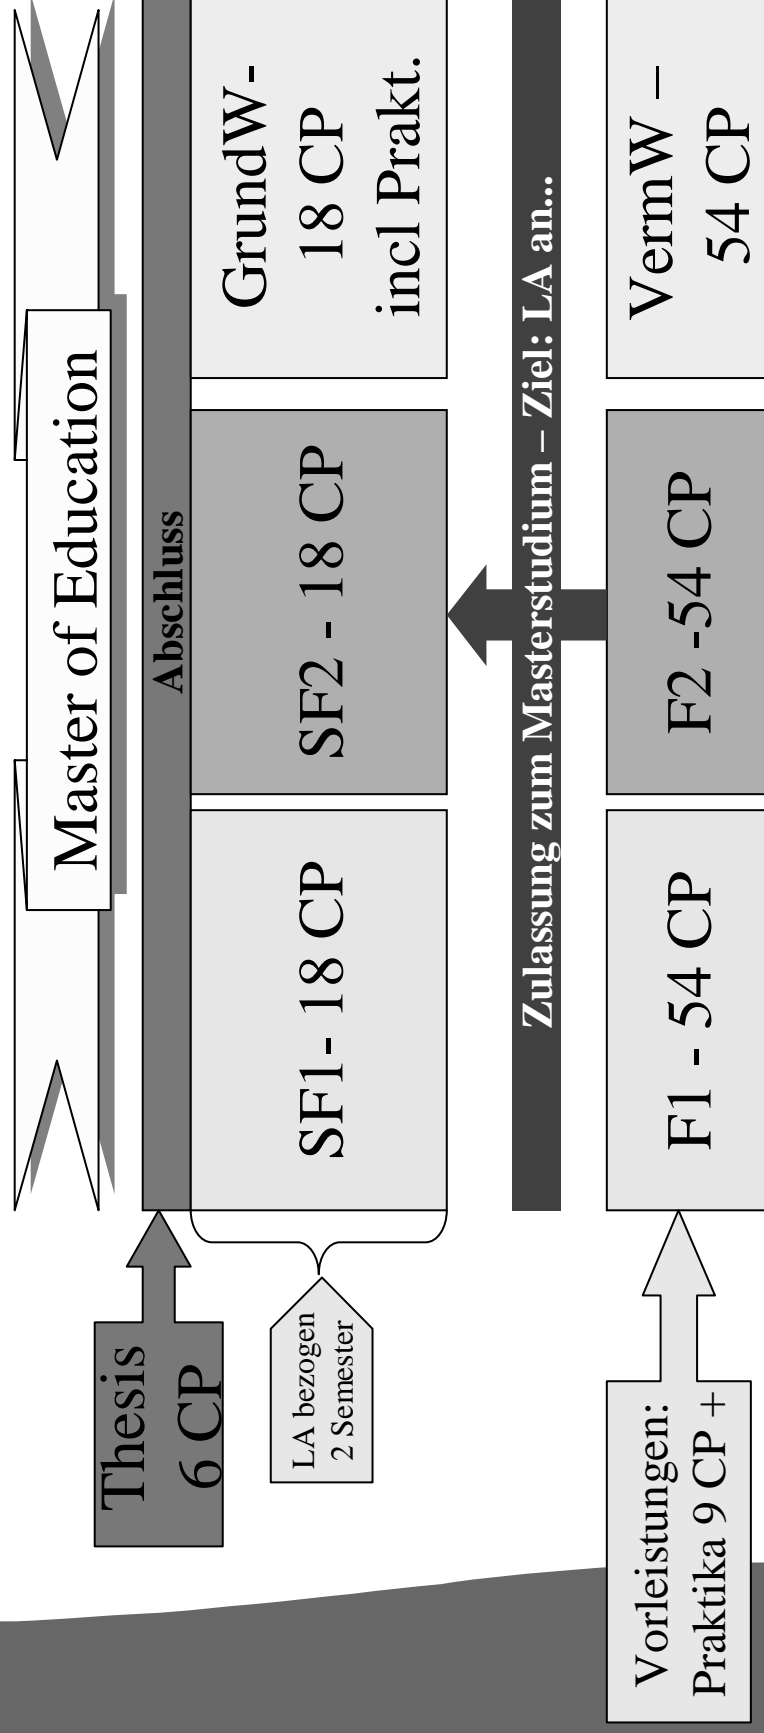 Master of Education
Thesis
6 CP
Abschluss
LA bezogen
2 Semester
SF1- 18 CP
SF2 - 18 CP
GrundW-
18 CP
incl Prakt.
Zulassung zum Masterstudium – Ziel: LA an...
Vorleistungen:
Praktika 9 CP +
F1 - 54 CP
F2 -54 CP
VermW –
54 CP